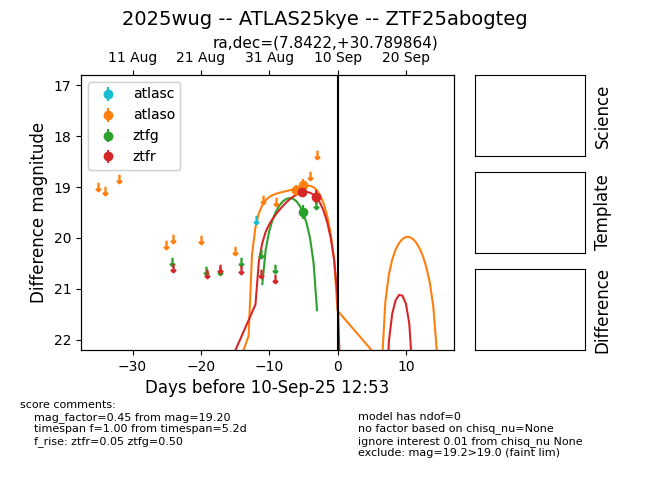 2025wug -- ATLAS25kye -- ZTF25abogteg
ra,dec=(7.8422,+30.789864)
11 Aug 21 Aug 31 Aug 10 Sep 20 Sep
atlasc
atlaso
ztfg
ztfr
17
18
19
20
21
22
Difference magnitude
−30 −20 −10 0 10
Days before 10-Sep-25 12:53
Science
Template
Difference
score comments:
mag_factor=0.45 from mag=19.20
timespan f=1.00 from timespan=5.2d
f_rise: ztfr=0.05 ztfg=0.50
model has ndof=0
no factor based on chisq_nu=None
ignore interest 0.01 from chisq_nu None
exclude: mag=19.2>19.0 (faint lim)